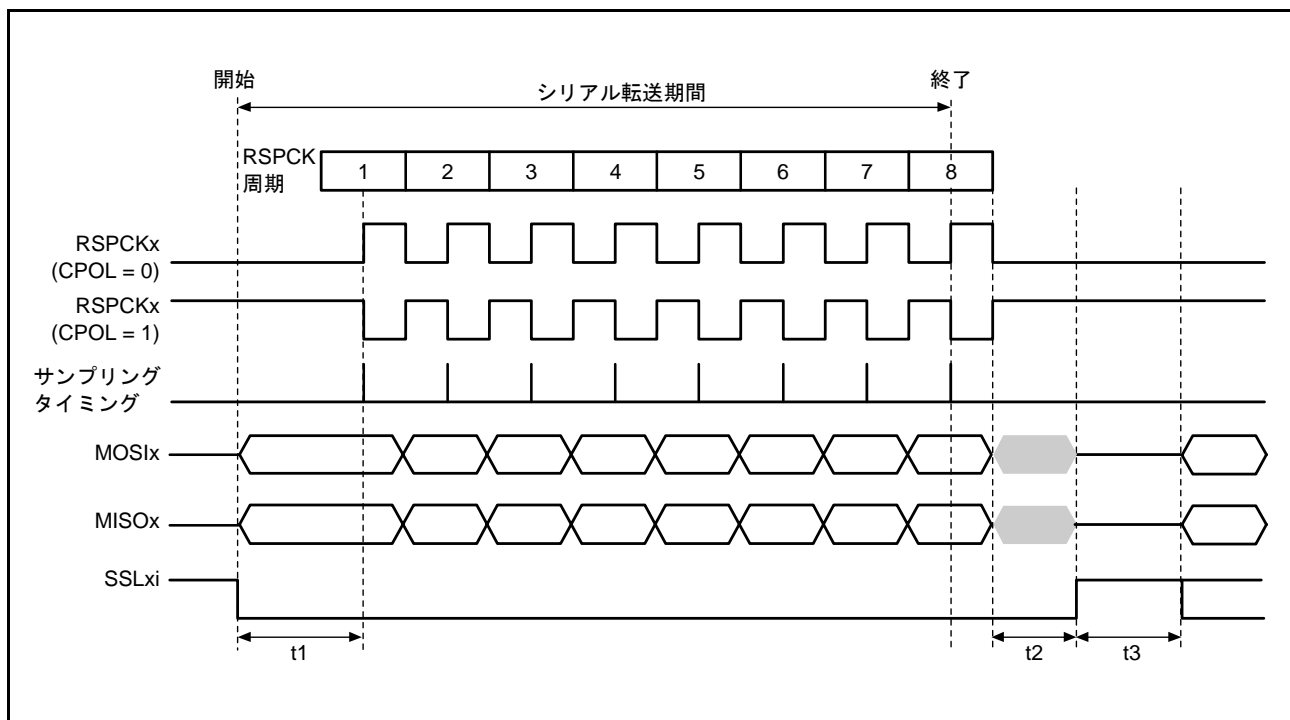 開始
シリアル転送期間
終了
RSPCK
周期
1 2 3 4 5 6 7 8
RSPCKx
(CPOL = 0)
RSPCKx
(CPOL = 1)
サンプリング
タイミング
MOSIx
MISOx
SSLxi
t1
t2
t3